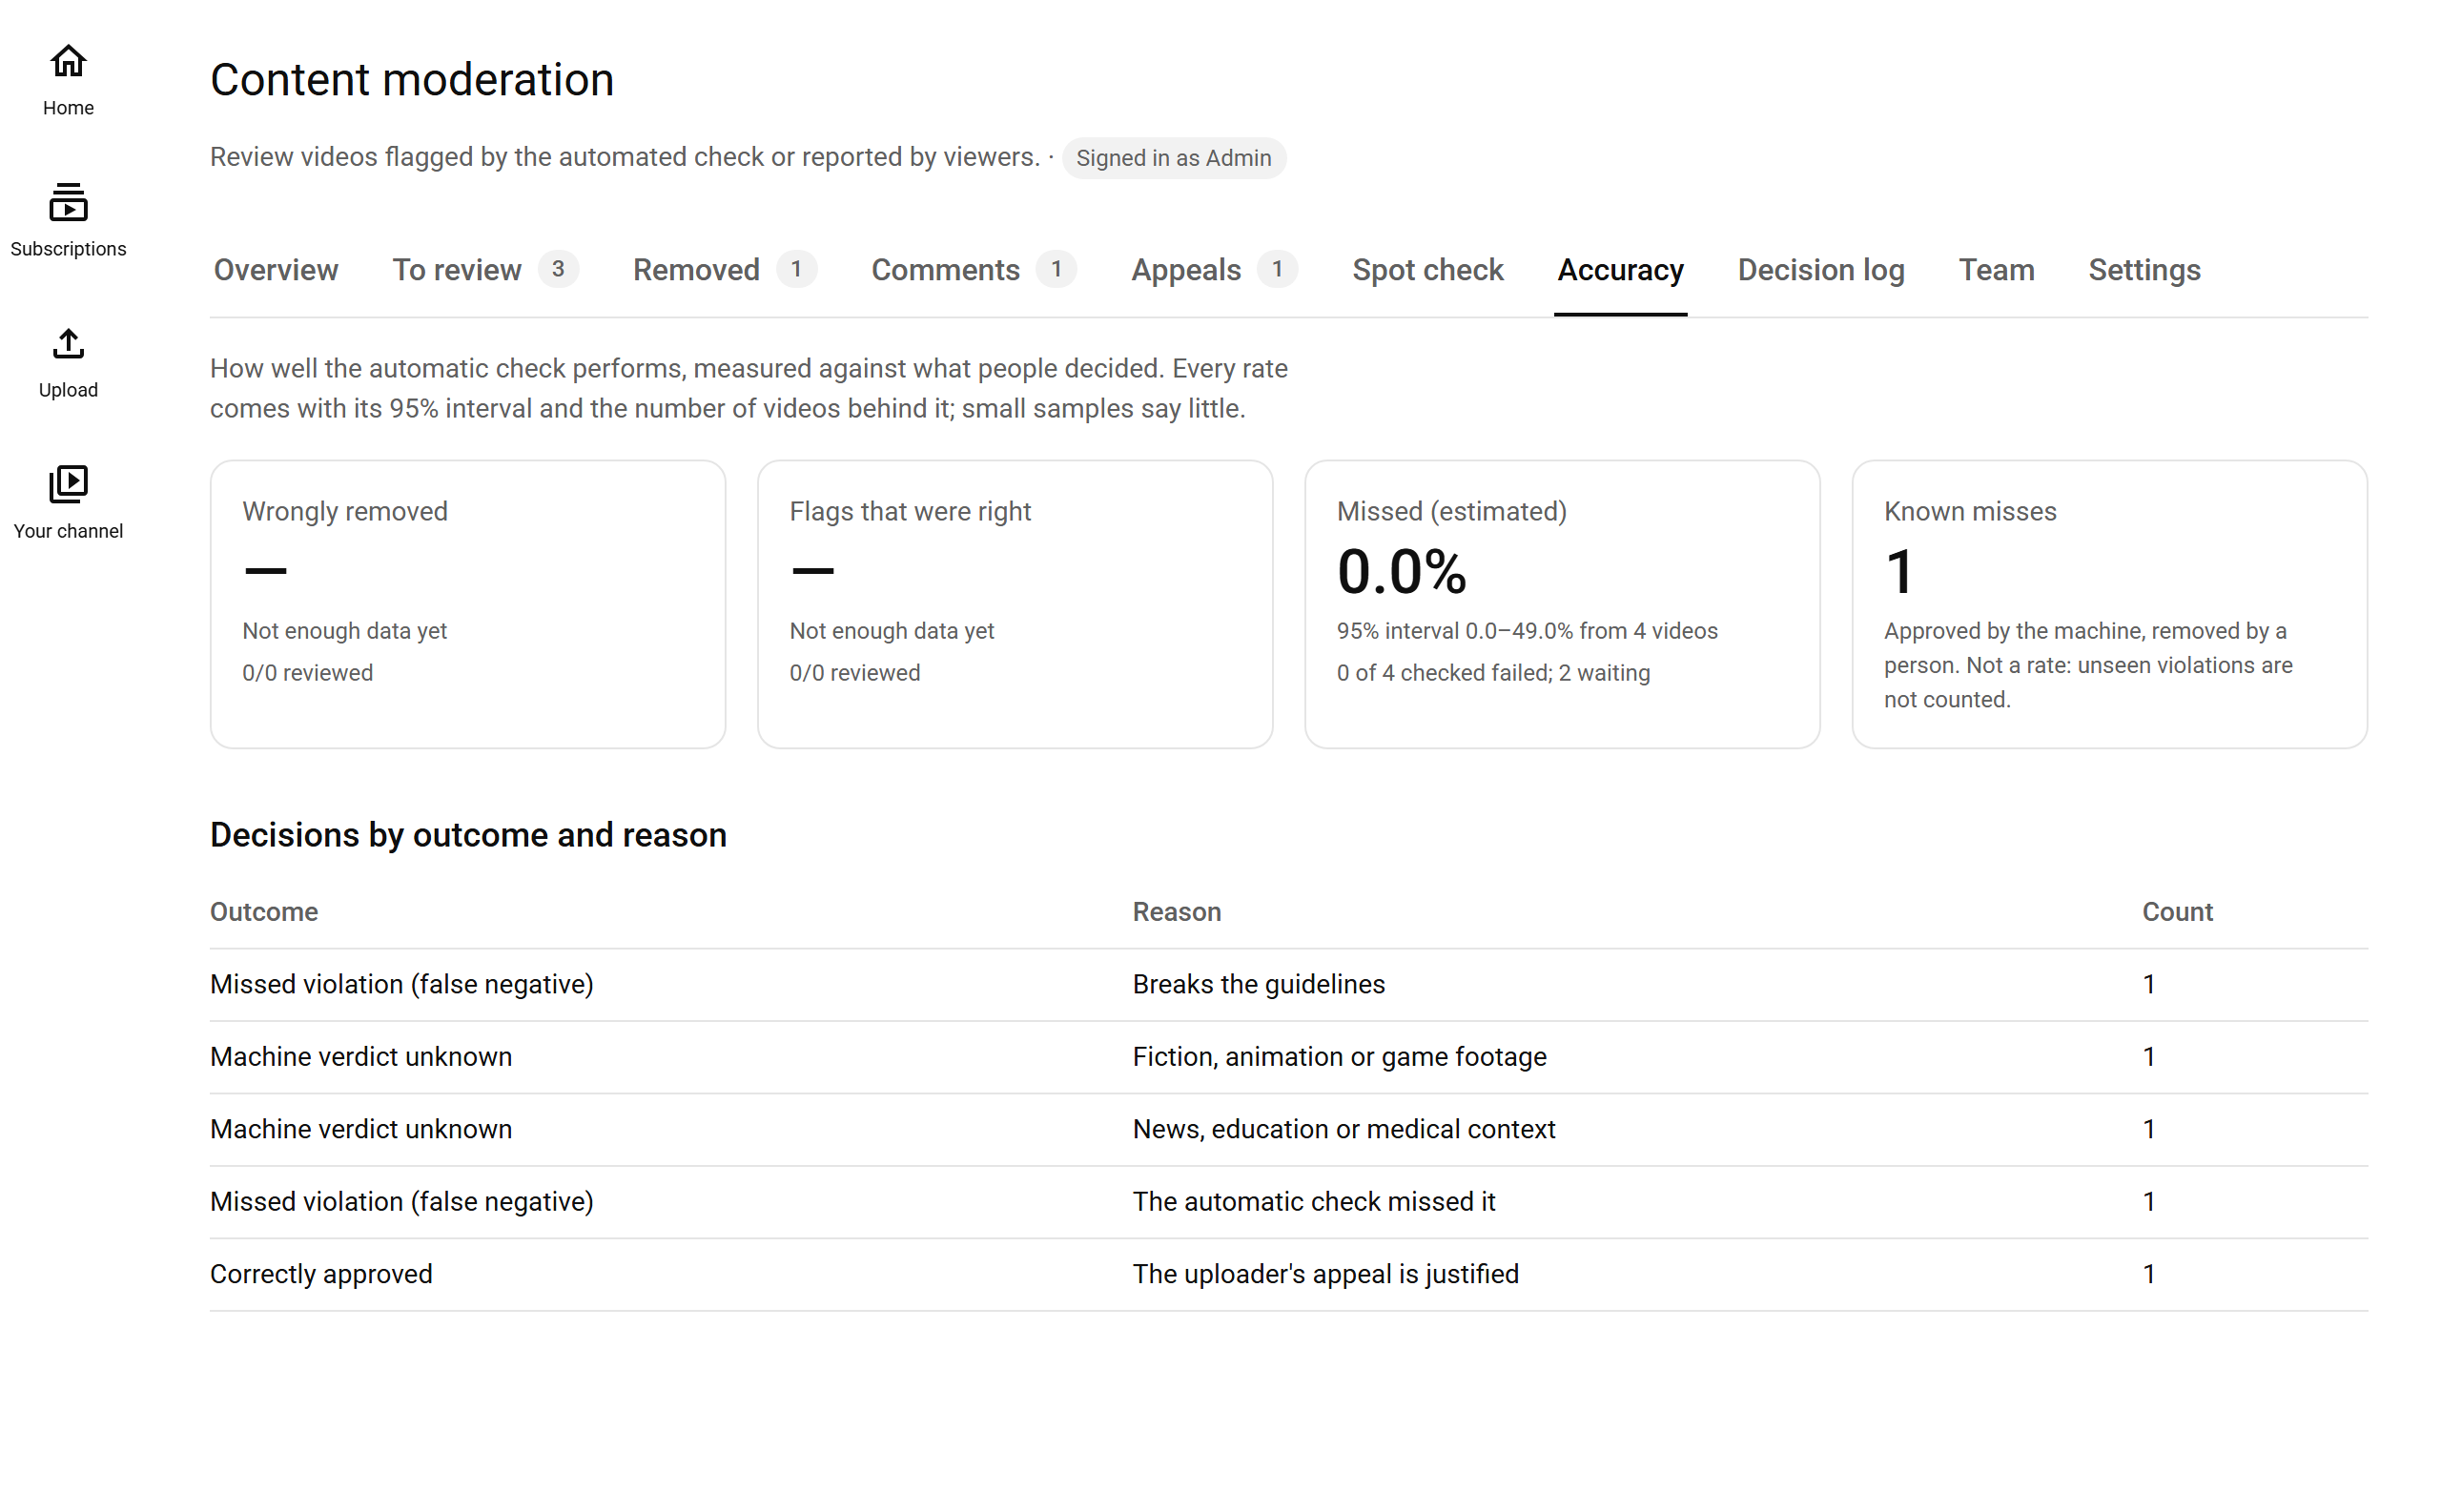 Home
Subscriptions
Upload
Your channel
Content moderation
Review videos flagged by the automated check or reported by viewers. · Signed in as Admin
Overview To review 3 Removed 1 Comments 1 Appeals 1 Spot check Accuracy Decision log Team Settings
How well the automatic check performs, measured against what people decided. Every rate
comes with its 95% interval and the number of videos behind it; small samples say little.
Wrongly removed
—
Not enough data yet
0/0 reviewed
Flags that were right
—
Not enough data yet
0/0 reviewed
Missed (estimated)
0.0%
95% interval 0.0–49.0% from 4 videos
0 of 4 checked failed; 2 waiting
Known misses
1
Approved by the machine, removed by a
person. Not a rate: unseen violations are
not counted.
Decisions by outcome and reason
Outcome Reason Count
Missed violation (false negative) Breaks the guidelines 1
Machine verdict unknown Fiction, animation or game footage 1
Machine verdict unknown News, education or medical context 1
Missed violation (false negative) The automatic check missed it 1
Correctly approved The uploader's appeal is justified 1